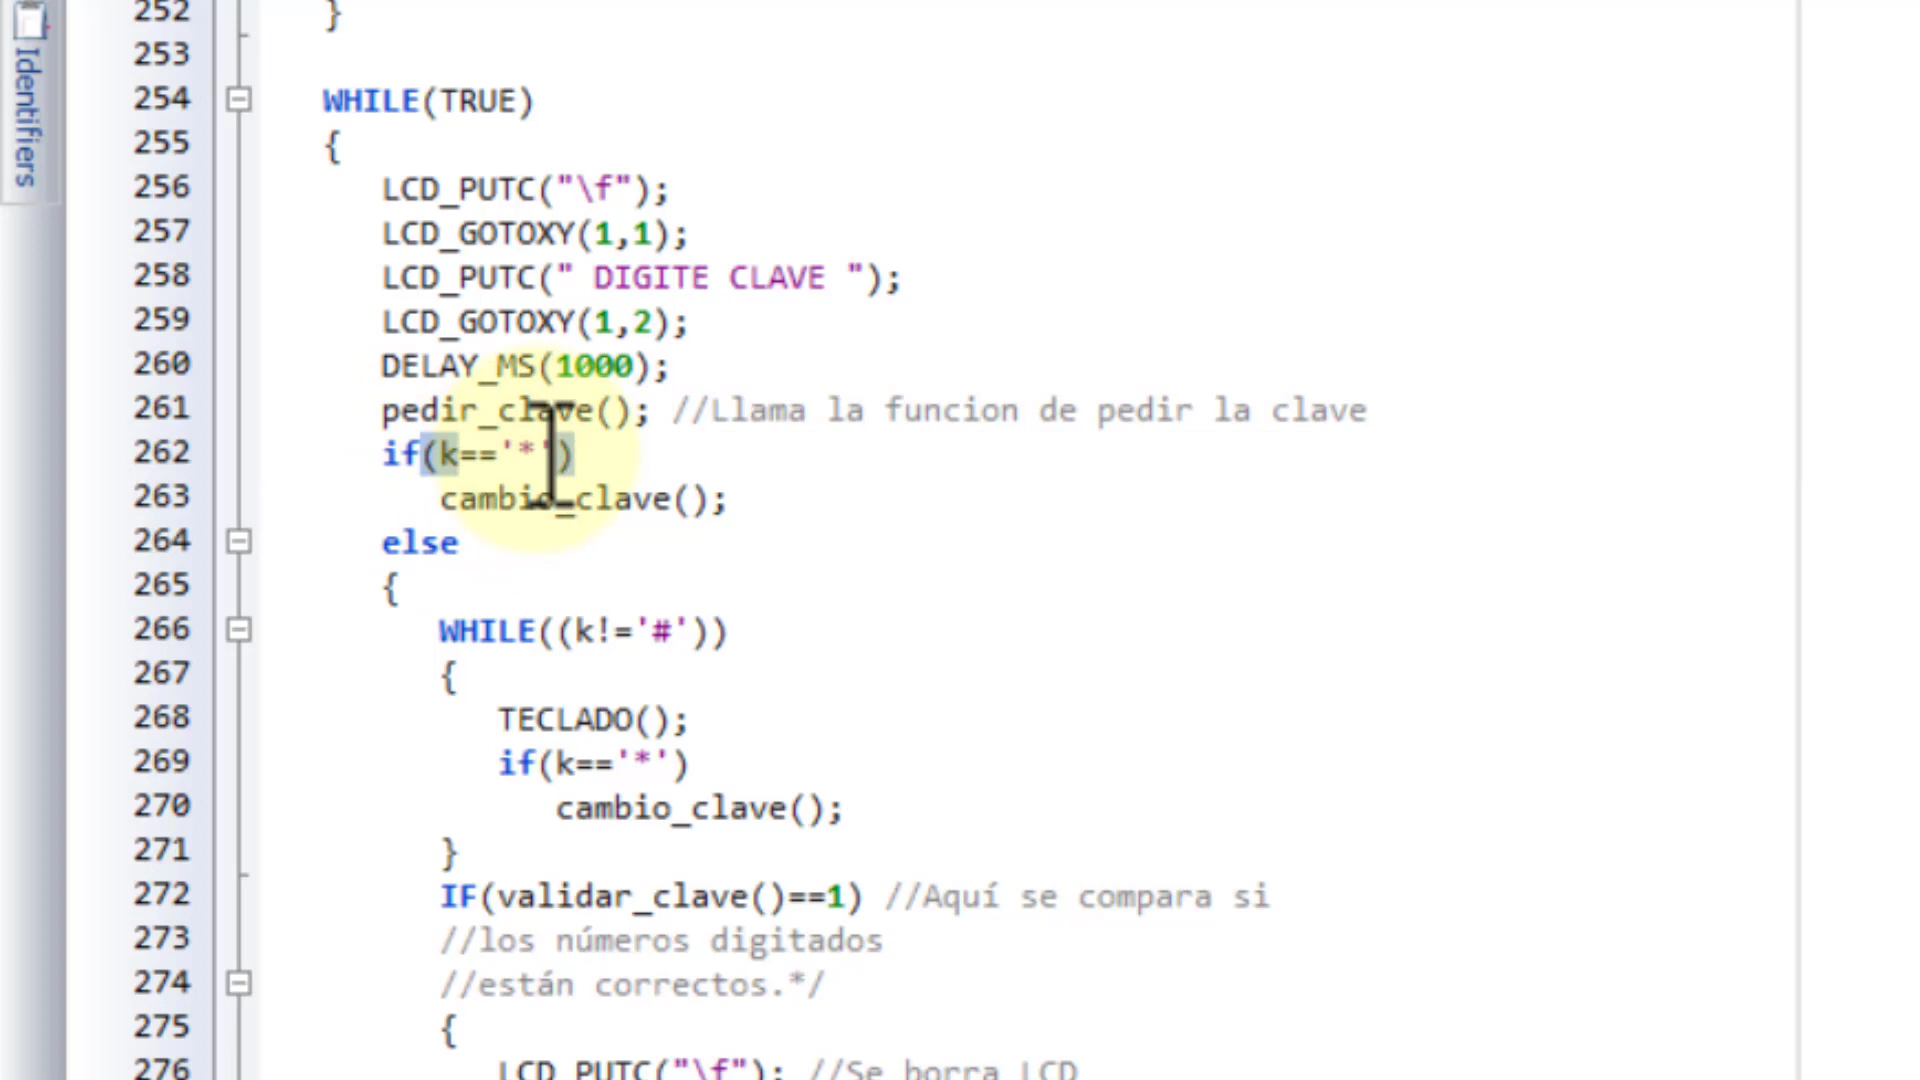 Identifiers
252 }
253
254 WHILE(TRUE)
255 {
256 LCD_PUTC("\f");
257 LCD_GOTOXY(1,1);
258 LCD_PUTC(" DIGITE CLAVE ");
259 LCD_GOTOXY(1,2);
260 DELAY_MS(1000);
261 pedir_clave(); //Llama la funcion de pedir la clave
262 if(k=='*')
263 cambio_clave();
264 else
265 {
266 WHILE((k!='#'))
267 {
268 TECLADO();
269 if(k=='*')
270 cambio_clave();
271 }
272 IF(validar_clave()==1) //Aquí se compara si
273 //los números digitados
274 //están correctos.*/
275 {
276 LCD_PUTC("\f"); //Se borra LCD